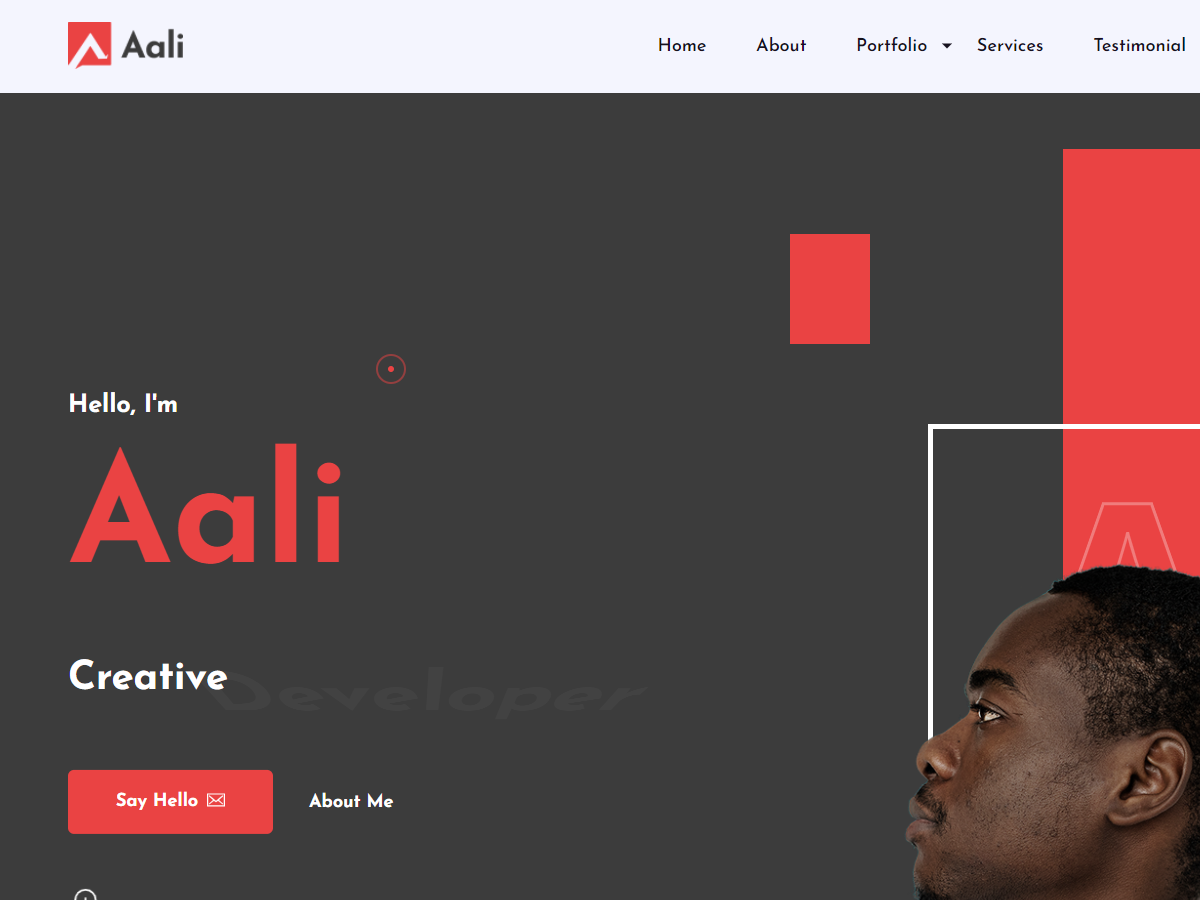 Aali
Home About Portfolio Services Testimonial
A
Hello, I'm
Aali
Creative
Developer
Say Hello
About Me